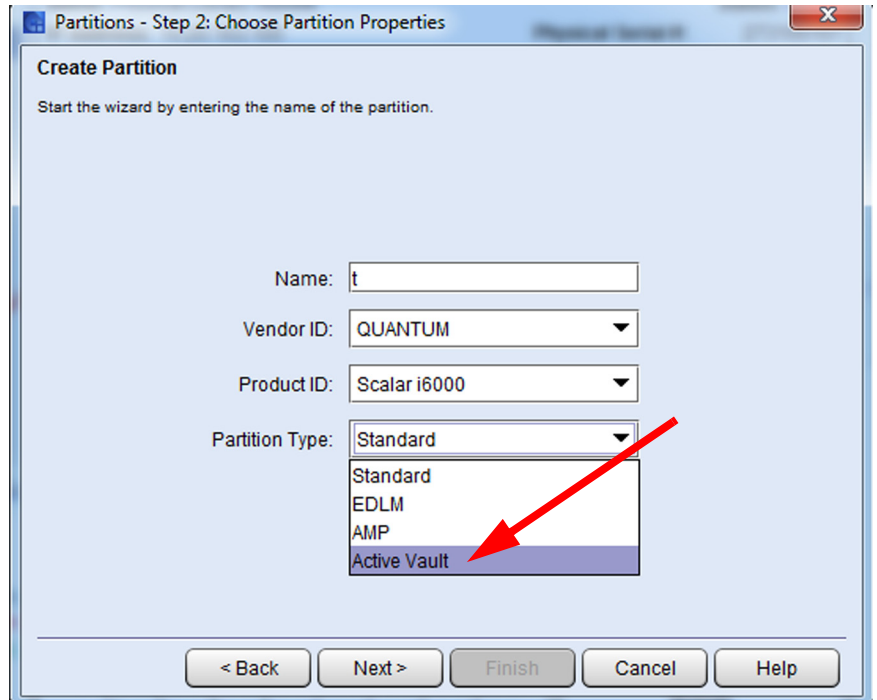 Partitions - Step 2: Choose Partition Properties
Create Partition
Start the wizard by entering the name of the partition.
Name: t
Vendor ID: QUANTUM
Product ID: Scalar i6000
Partition Type: Standard
Standard
EDLM
AMP
Active Vault
< Back Next > Finish Cancel Help